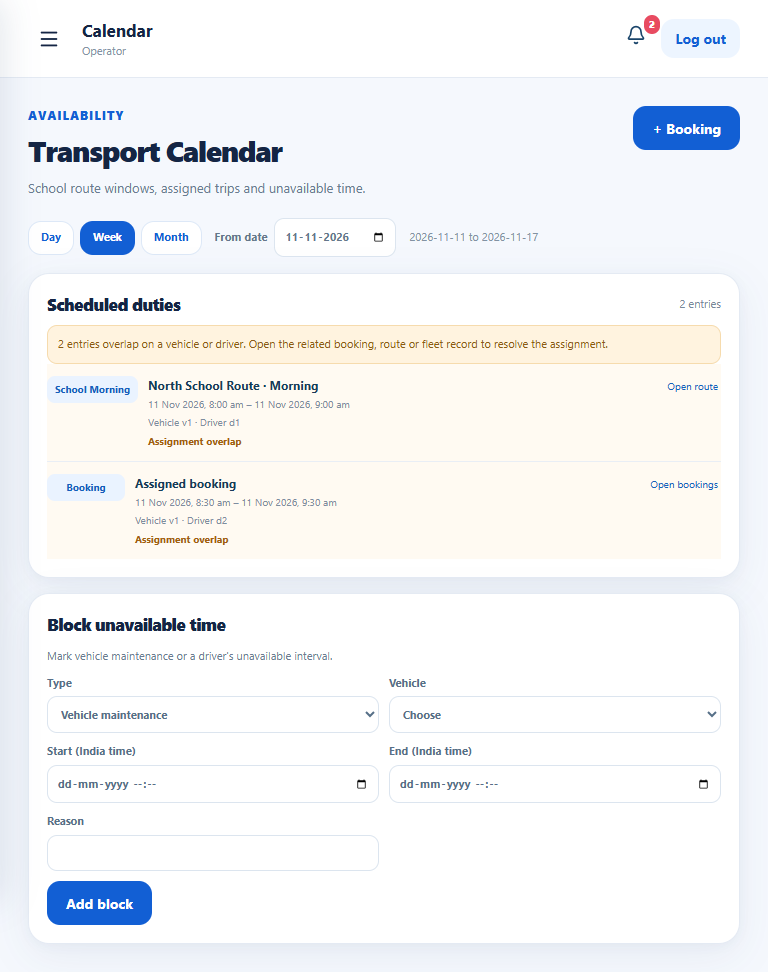 Calendar
Operator
2
Log out
AVAILABILITY
Transport Calendar
+ Booking
School route windows, assigned trips and unavailable time.
Day Week Month From date 11-11-2026 2026-11-11 to 2026-11-17
Scheduled duties
2 entries
2 entries overlap on a vehicle or driver. Open the related booking, route or fleet record to resolve the assignment.
School Morning
North School Route · Morning
Open route
11 Nov 2026, 8:00 am – 11 Nov 2026, 9:00 am
Vehicle v1 · Driver d1
Assignment overlap
Booking
Assigned booking
Open bookings
11 Nov 2026, 8:30 am – 11 Nov 2026, 9:30 am
Vehicle v1 · Driver d2
Assignment overlap
Block unavailable time
Mark vehicle maintenance or a driver's unavailable interval.
Type
Vehicle
Vehicle maintenance
Choose
Start (India time)
End (India time)
dd-mm-yyyy --:--
dd-mm-yyyy --:--
Reason
Add block